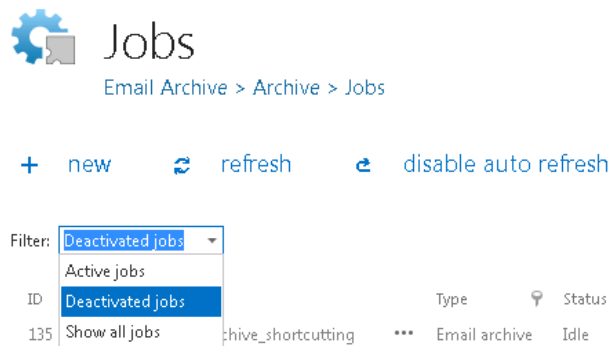 Jobs
Email Archive > Archive > Jobs
+ new refresh disable auto refresh
Filter: Deactivated jobs
Active jobs
ID Deactivated jobs Type Status
135 Show all jobs chive_shortcutting ••• Email archive Idle